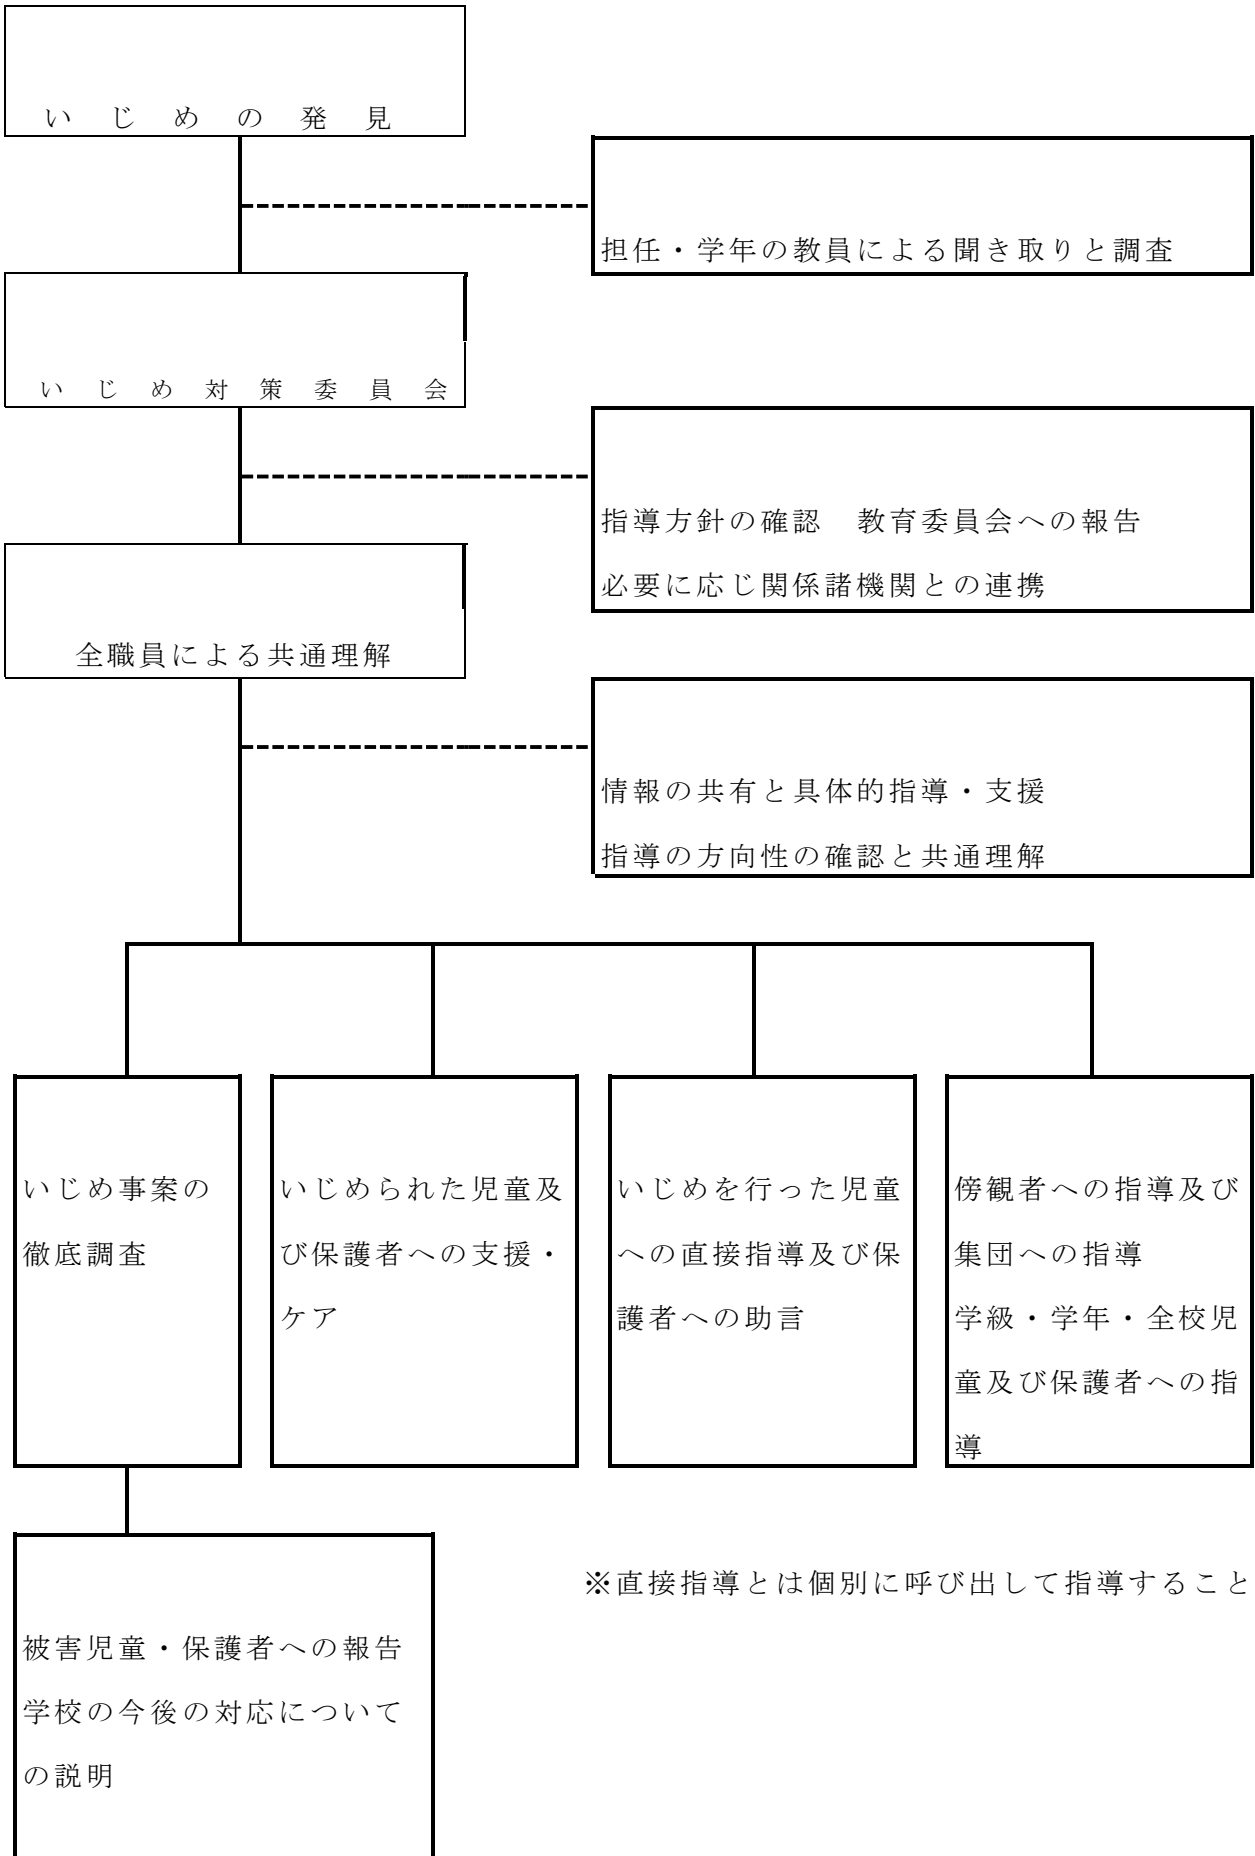 いじめの発見
担任・学年の教員による聞き取りと調査
いじめ対策委員会
指導方針の確認　教育委員会への報告
必要に応じ関係諸機関との連携
全職員による共通理解
情報の共有と具体的指導・支援
指導の方向性の確認と共通理解
いじめ事案の
徹底調査
いじめられた児童及
び保護者への支援・
ケア
いじめを行った児童
への直接指導及び保
護者への助言
傍観者への指導及び
集団への指導
学級・学年・全校児
童及び保護者への指
導
※直接指導とは個別に呼び出して指導すること
被害児童・保護者への報告
学校の今後の対応について
の説明